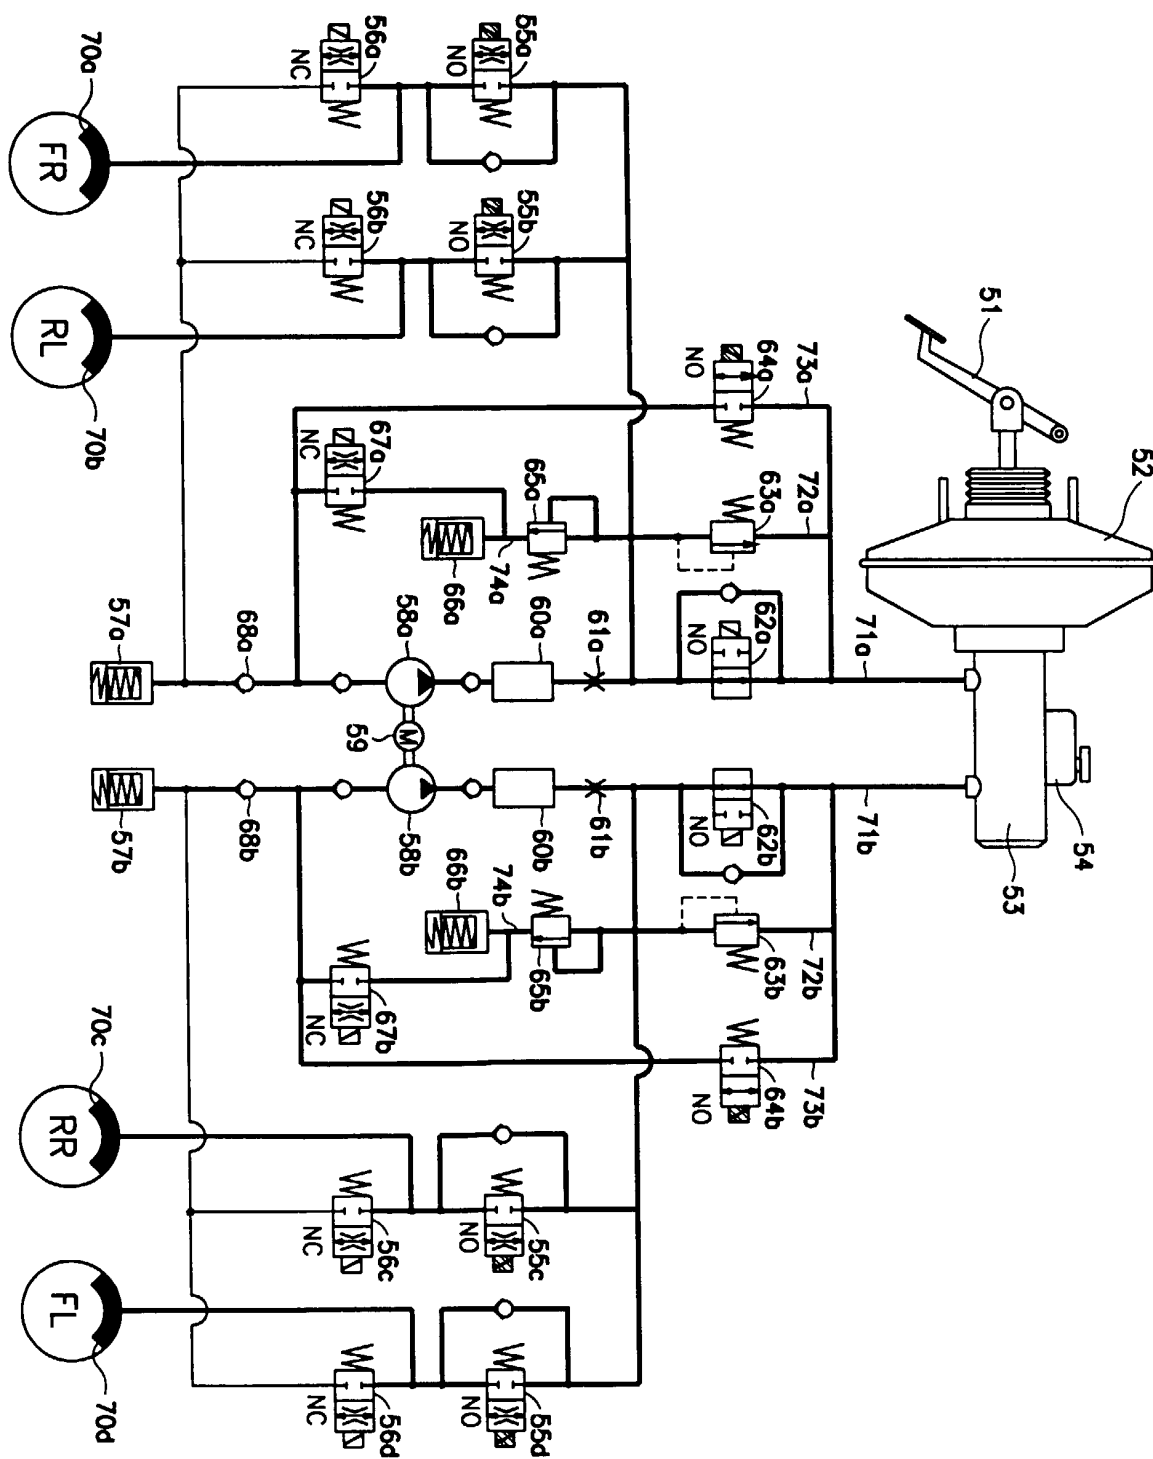 51
52
53
54
71a
71b
73a
72a
64a
NO
63a
62a
NO
62b
NO
63b
72b
64b
NO
73b
61a
61b
60a
60b
65a
74a
66a
67a
NC
58a
M
59
58b
66b
74b
65b
67b
NC
68a
68b
57a
57b
55a
NO
56a
NC
55b
NO
56b
NC
55c
NO
56c
NC
55d
NO
56d
NC
70a
FR
RL
70b
70c
RR
FL
70d